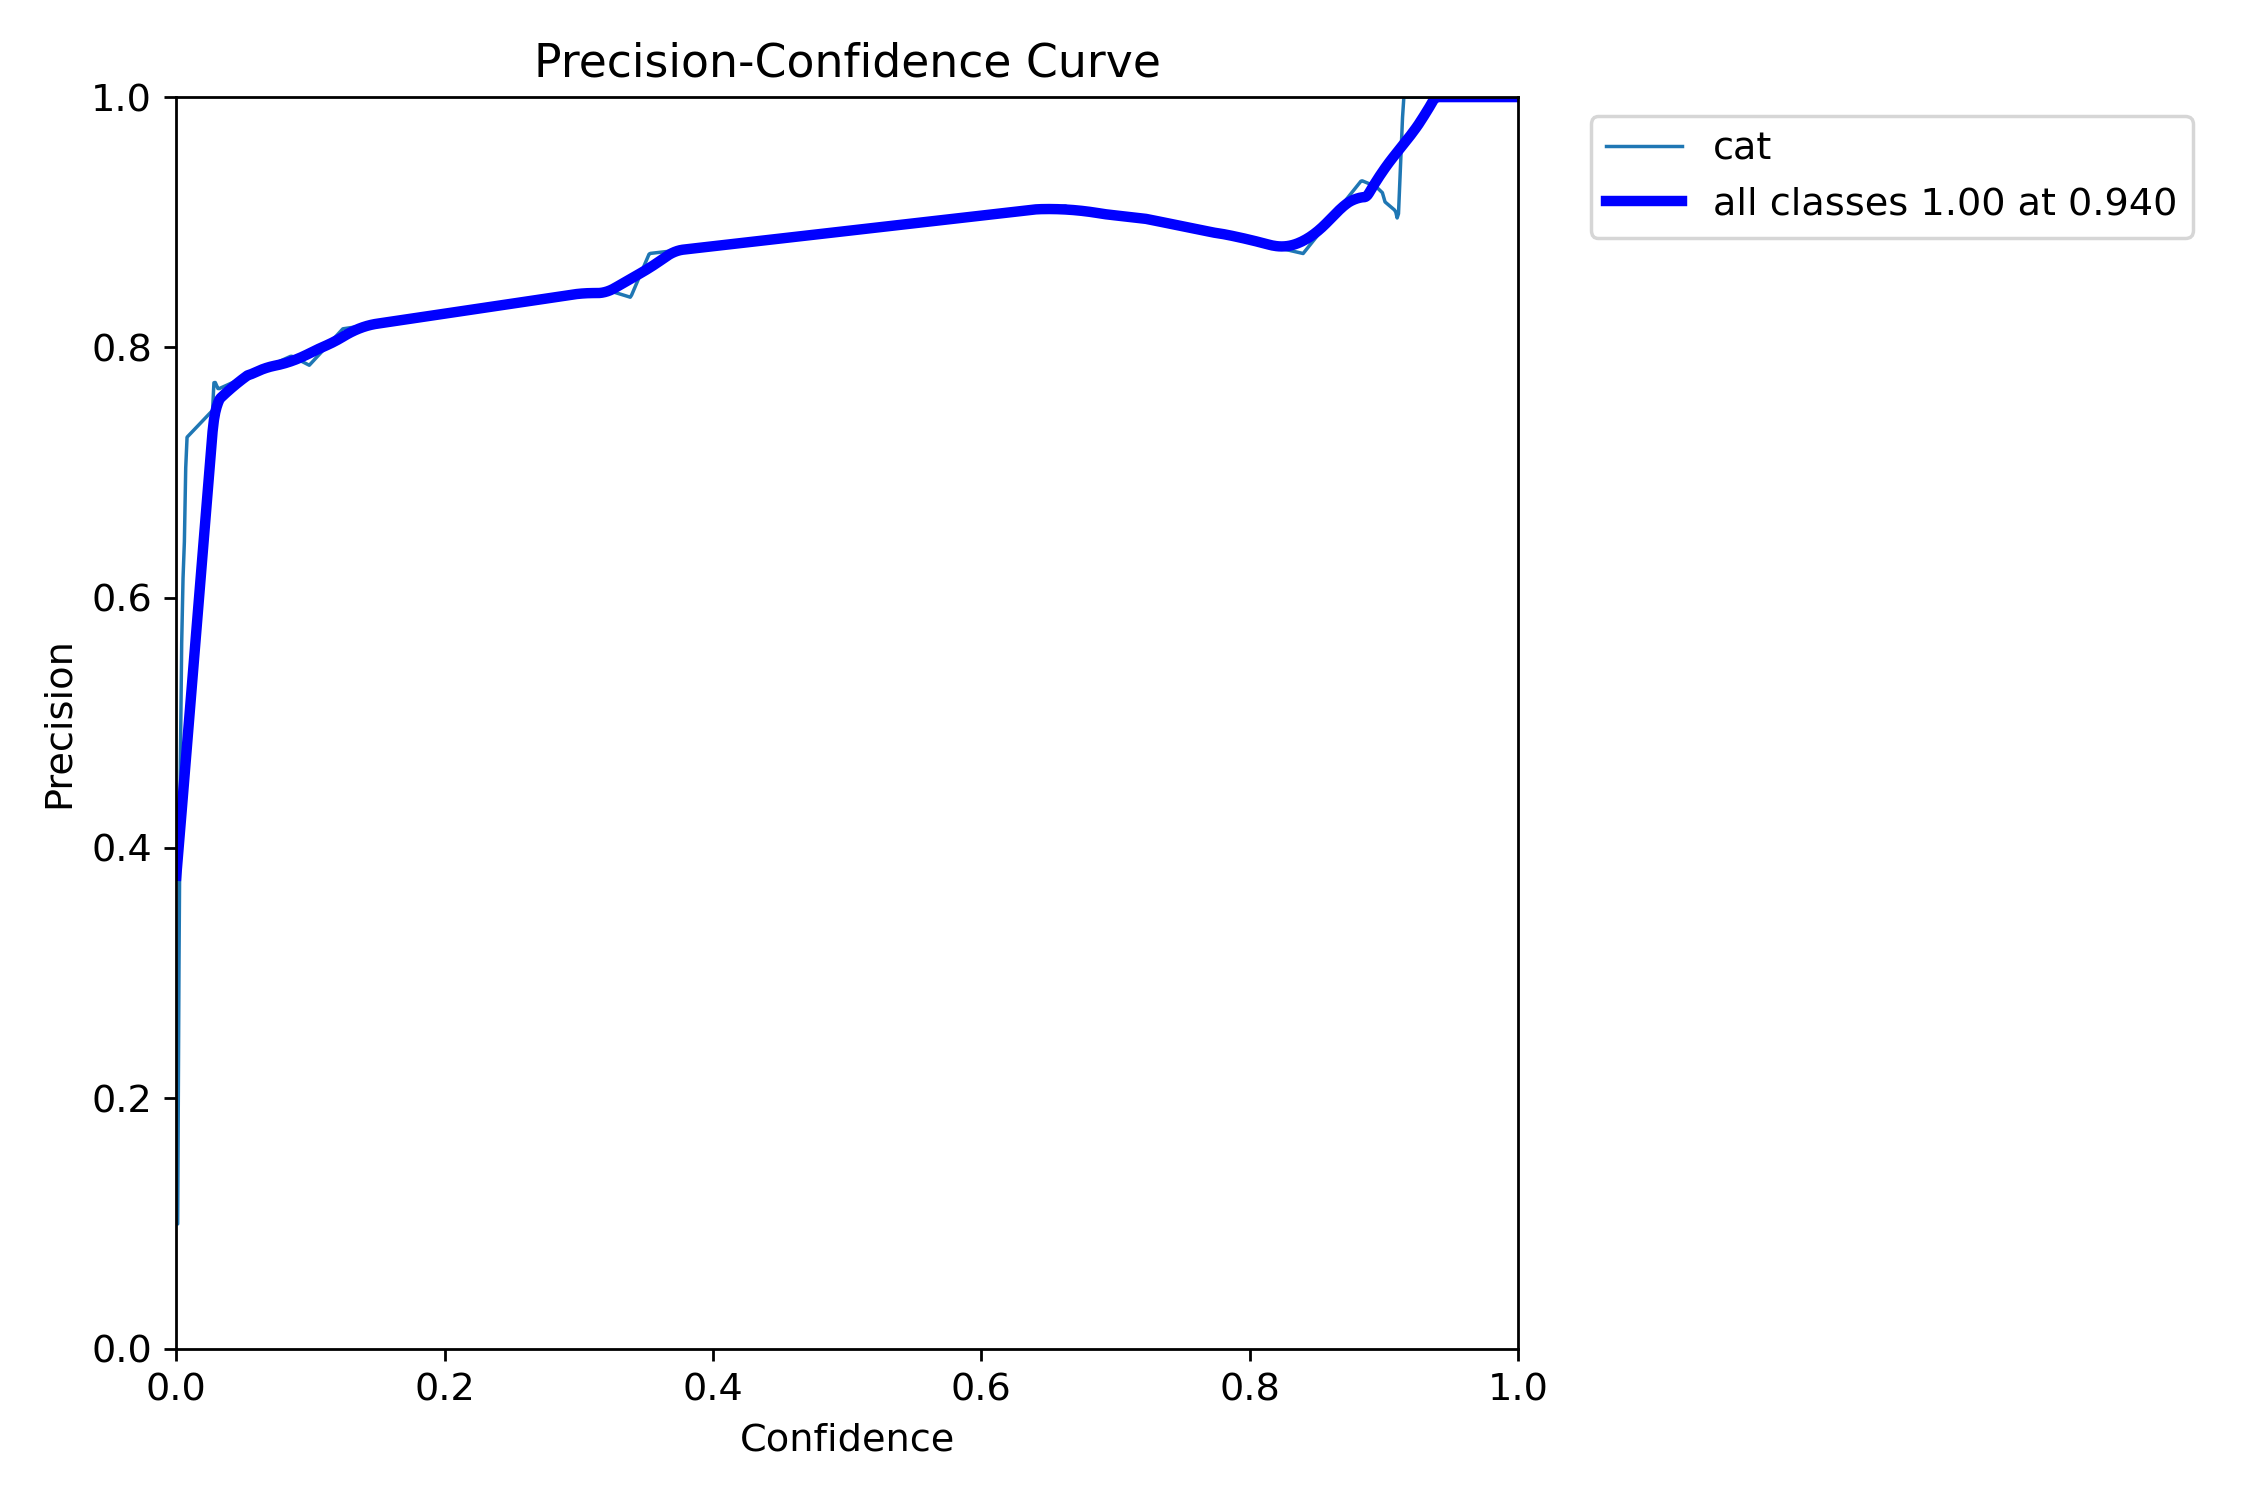 Precision-Confidence Curve
1.0
0.8
0.6
0.4
0.2
0.0
Precision
0.0 0.2 0.4 0.6 0.8 1.0
Confidence
cat
all classes 1.00 at 0.940